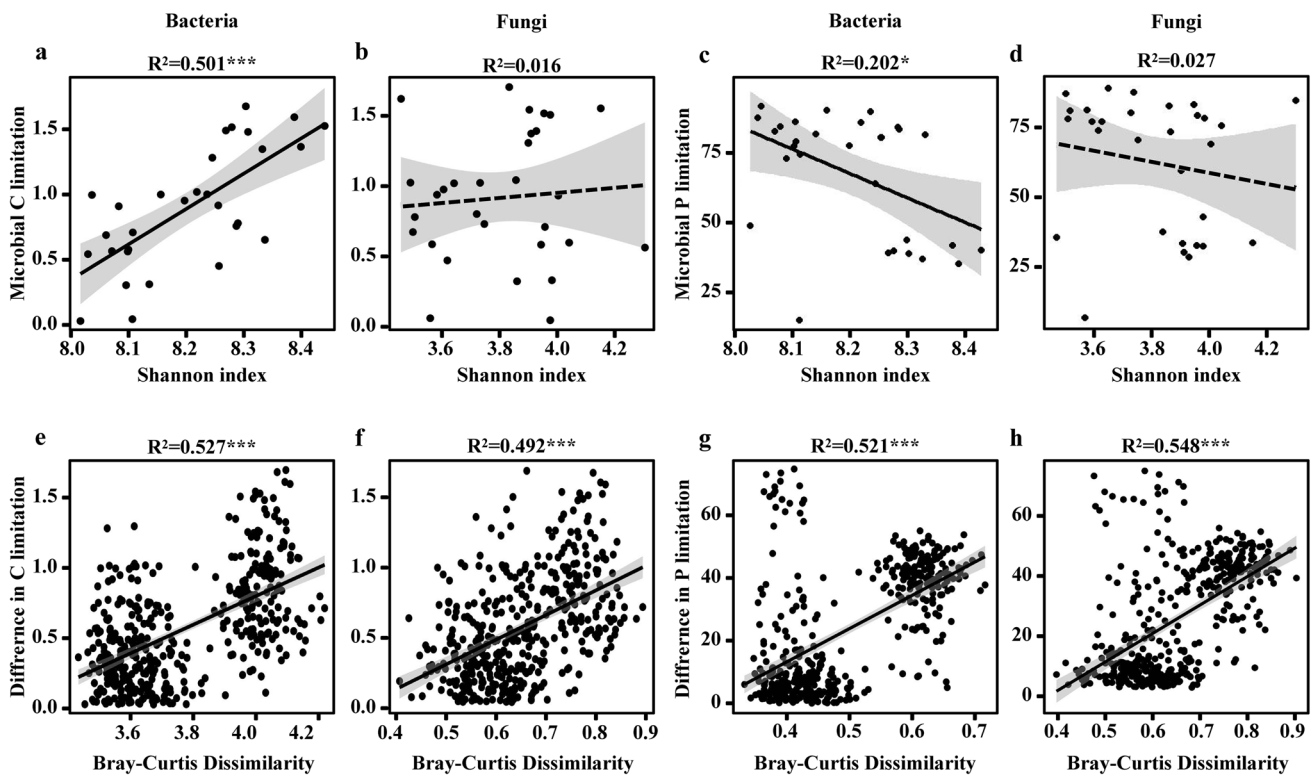 Bacteria Fungi Bacteria Fungi
a b c d
R²=0.501*** R²=0.016 R²=0.202* R²=0.027
Microbial C limitation
1.5
1.0
0.5
0.0
8.0 8.1 8.2 8.3 8.4
Shannon index
1.5
1.0
0.5
0.0
3.6 3.8 4.0 4.2
Shannon index
Microbial P limitation
75
50
25
8.0 8.1 8.2 8.3 8.4
Shannon index
75
50
25
3.6 3.8 4.0 4.2
Shannon index
e f g h
R²=0.527*** R²=0.492*** R²=0.521*** R²=0.548***
Difference in C limitation
1.5
1.0
0.5
0.0
3.6 4.0 4.2
Bray-Curtis Dissimilarity
1.5
1.0
0.5
0.0
0.4 0.5 0.6 0.7 0.8 0.9
Bray-Curtis Dissimilarity
Diffrence in P limitation
60
40
20
0
0.4 0.5 0.6 0.7
Bray-Curtis Dissimilarity
60
40
20
0
0.4 0.5 0.6 0.7 0.8 0.9
Bray-Curtis Dissimilarity